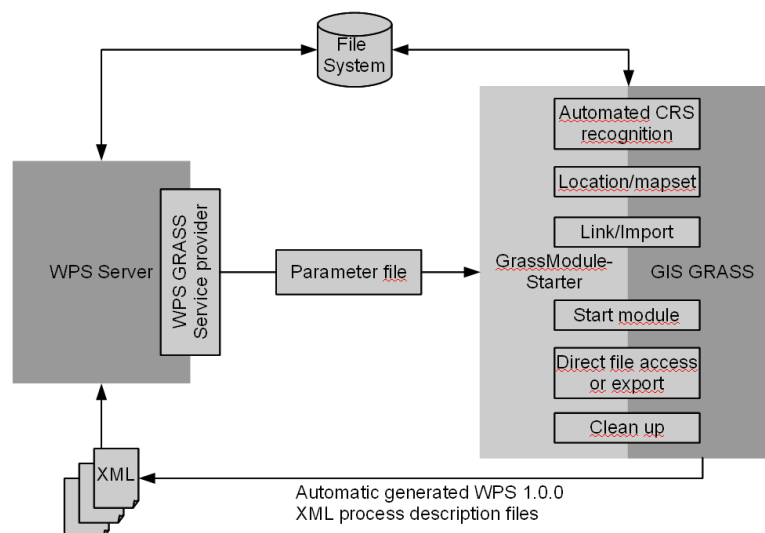 File
System
Automated CRS
recognition
Location/mapset
Link/Import
WPS Server
WPS GRASS
Service provider
Parameter file
GrassModule-
Starter
GIS GRASS
Start module
Direct file access
or export
Clean up
XML
Automatic generated WPS 1.0.0
XML process description files